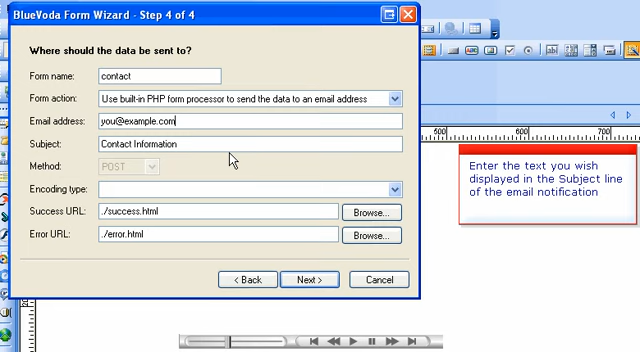 BlueVoda Form Wizard - Step 4 of 4
Where should the data be sent to?
Form name: contact
Form action: Use built-in PHP form processor to send the data to an email address
Email address: you@example.com
Subject: Contact Information
Method: POST
Encoding type:
Success URL: ./success.html Browse...
Error URL: ./error.html Browse...
< Back Next > Cancel
500 600 700
Enter the text you wish
displayed in the Subject line
of the email notification